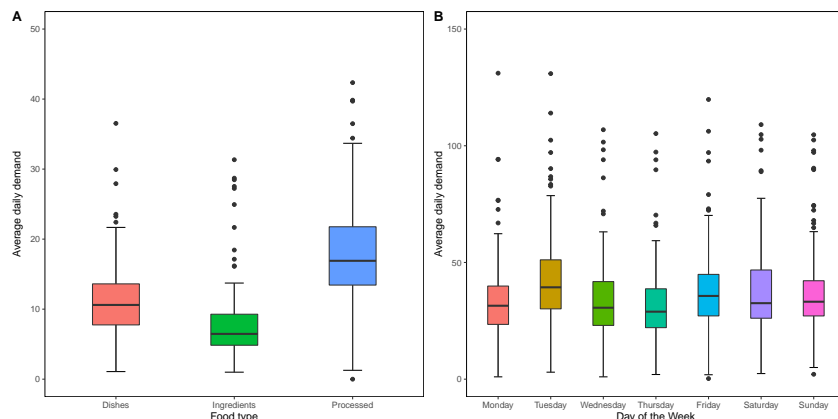 A
Average daily demand
50
40
30
20
10
0
Dishes
Ingredients
Processed
Food type
B
Average daily demand
150
100
50
0
Monday
Tuesday
Wednesday
Thursday
Friday
Saturday
Sunday
Day of the Week